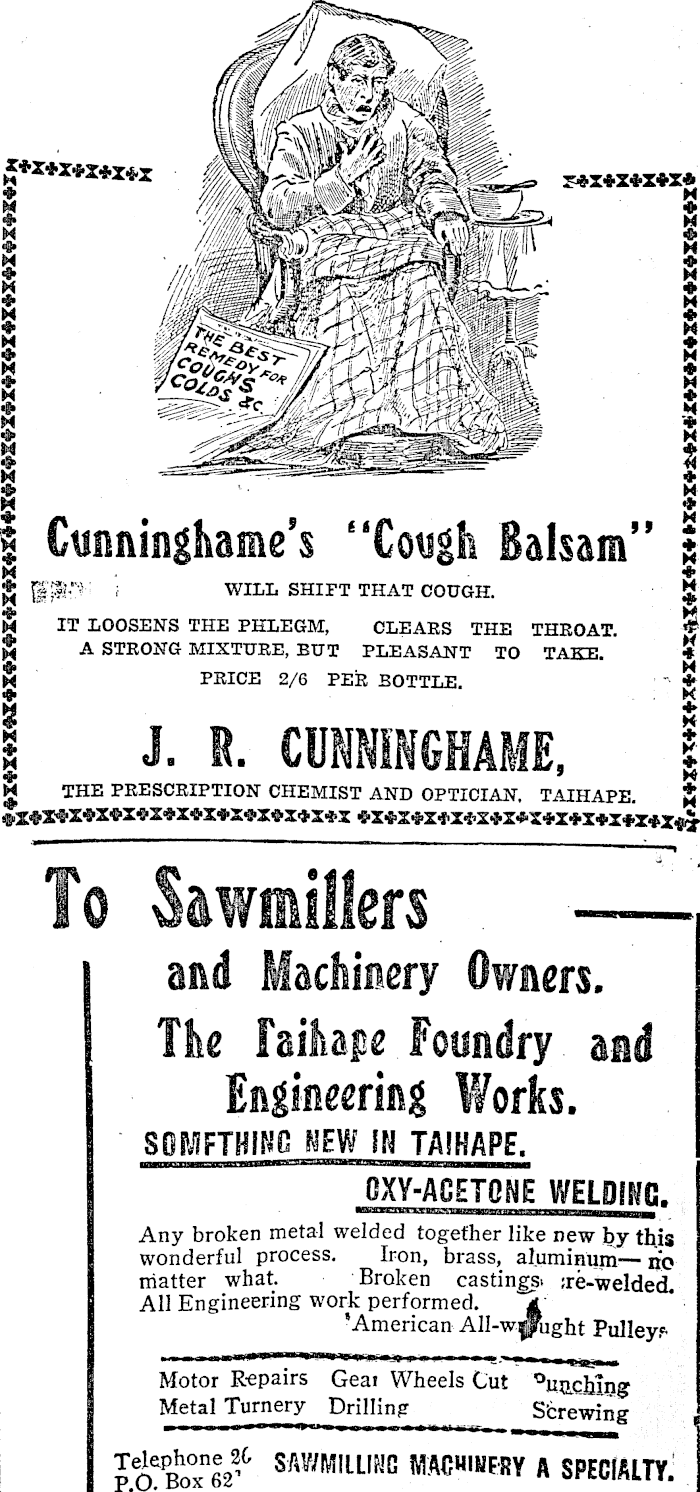 THE BEST
REMEDY FOR
COUGHS
COLDS &C.
Cunninghame's "Cough Balsam"
WILL SHIFT THAT COUGH.
IT LOOSENS THE PHLEGM, CLEARS THE THROAT.
A STRONG MIXTURE, BUT PLEASANT TO TAKE.
PRICE 2/6 PER BOTTLE.
J. R. CUNNINGHAME,
THE PRESCRIPTION CHEMIST AND OPTICIAN, TAIHAPE.
To Sawmillers
and Machinery Owners.
The Taihape Foundry and
Engineering Works.
SOMETHING NEW IN TAIHAPE.
OXY-ACETONE WELDING.
Any broken metal welded together like new by this
wonderful process. Iron, brass, aluminum—no
matter what. Broken castings re-welded.
All Engineering work performed.
American All-wrought Pulleys
Motor Repairs Gear Wheels Cut Punching
Metal Turnery Drilling Screwing
Telephone 26 SAWMILLING MACHINERY A SPECIALTY.
P.O. Box 62